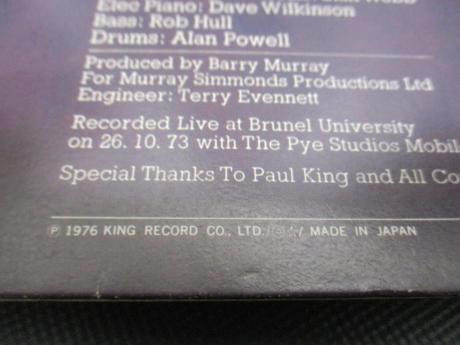 Elec Piano: Dave Wilkinson
Bass: Rob Hull
Drums: Alan Powell
Produced by Barry Murray
For Murray Simmonds Productions Ltd
Engineer: Terry Evennett
Recorded Live at Brunel University
on 26. 10. 73 with The Pye Studios Mobile
Special Thanks To Paul King and All Co
℗ 1976 KING RECORD CO., LTD. / MADE IN JAPAN